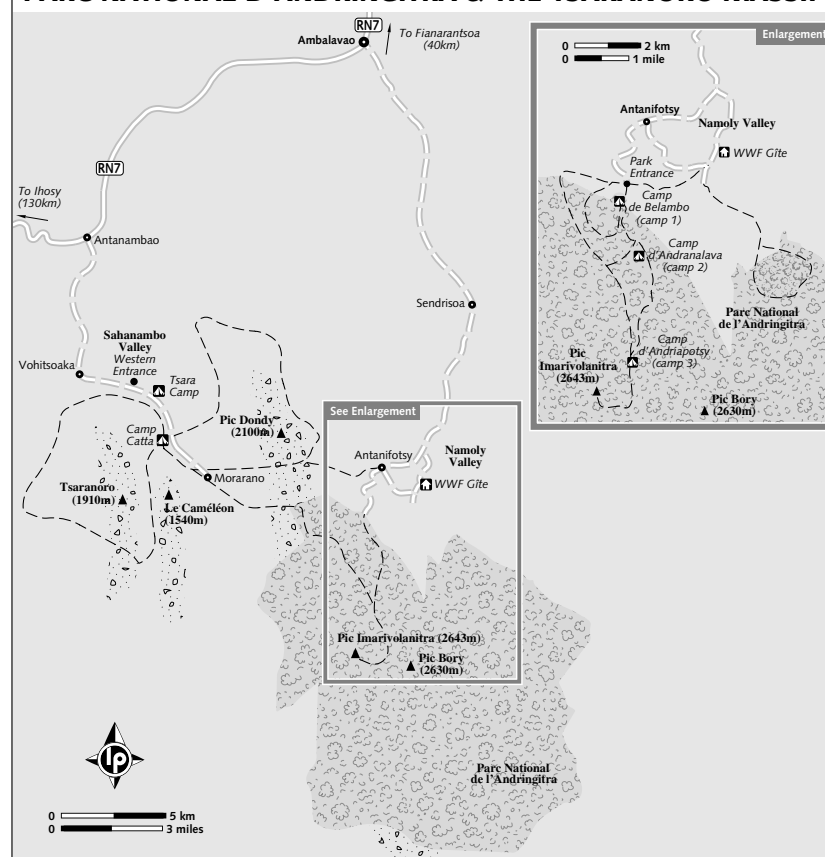 RN7
Ambalavao
To Fianarantsoa
(40km)
RN7
To Ihosy
(130km)
Antanambao
Sendrisoa
Sahanambo
Valley
Western
Entrance
Vohitsoaka
Tsara
Camp
Camp
Catta
Pic Dondy
(2100m)
Morarano
Tsaranoro
(1910m)
Le Caméléon
(1540m)
See Enlargement
Antanifotsy
Namoly
Valley
WWF Gîte
Pic Imarivolanitra (2643m)
Pic Bory
(2630m)
Parc National
de l'Andringitra
lp
0 5 km
0 3 miles
Enlargement
0 2 km
0 1 mile
Antanifotsy
Namoly Valley
WWF Gîte
Park
Entrance
Camp
de Belambo
(camp 1)
Camp
d'Andranalava
(camp 2)
Parc National
de l'Andringitra
Camp
d'Andriapotsy
(camp 3)
Pic
Imarivolanitra
(2643m)
Pic Bory
(2630m)